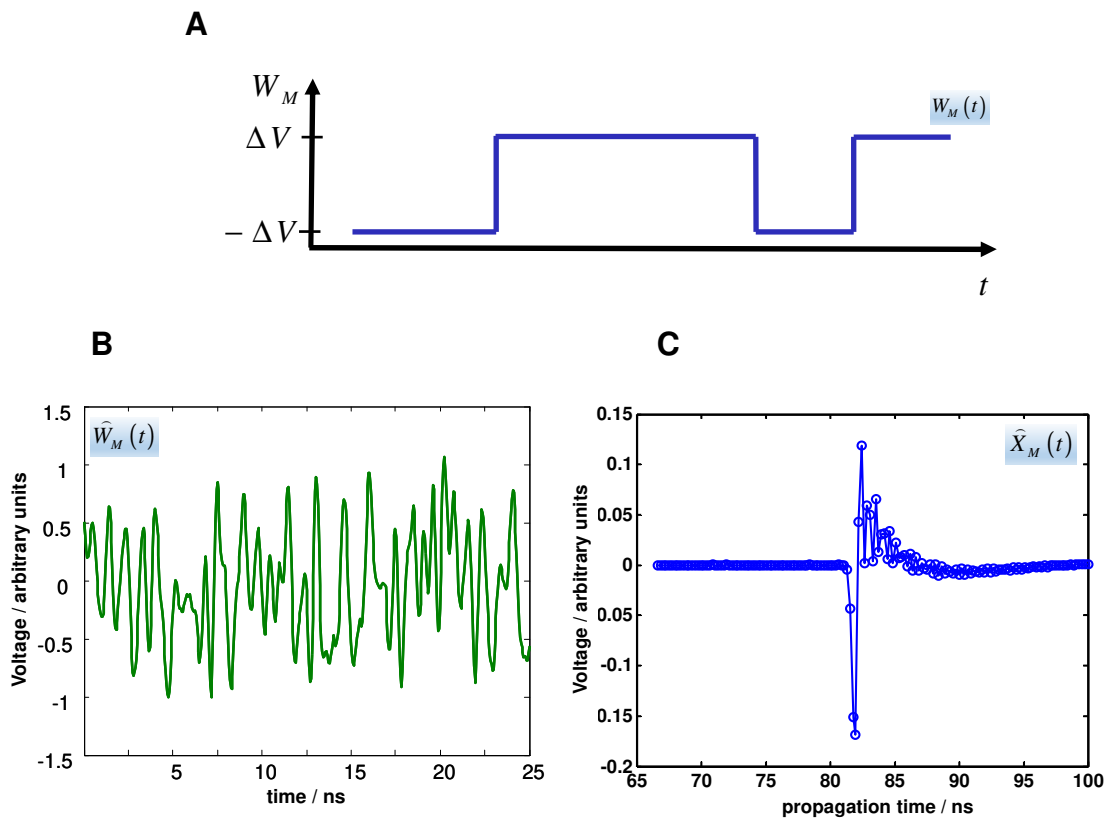 A
W_M
W_M(t)
ΔV
− ΔV
t
B
C
Voltage / arbitrary units
1.5
1
0.5
0
-0.5
-1
-1.5
Ŵ_M(t)
5
10
15
20
25
time / ns
Voltage / arbitrary units
0.15
0.1
0.05
0
0.05
-0.1
0.15
-0.2
X̂_M(t)
65
70
75
80
85
90
95
100
propagation time / ns